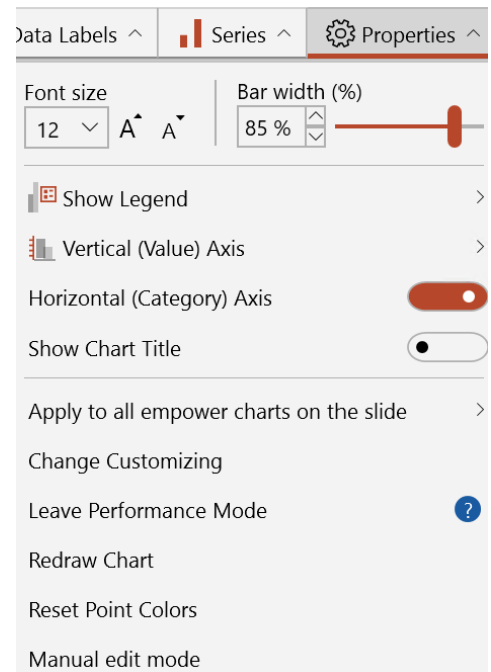 Data Labels
Series
Properties
Font size
Bar width (%)
12
A
A
85 %
Show Legend
Vertical (Value) Axis
Horizontal (Category) Axis
Show Chart Title
Apply to all empower charts on the slide
Change Customizing
Leave Performance Mode
?
Redraw Chart
Reset Point Colors
Manual edit mode